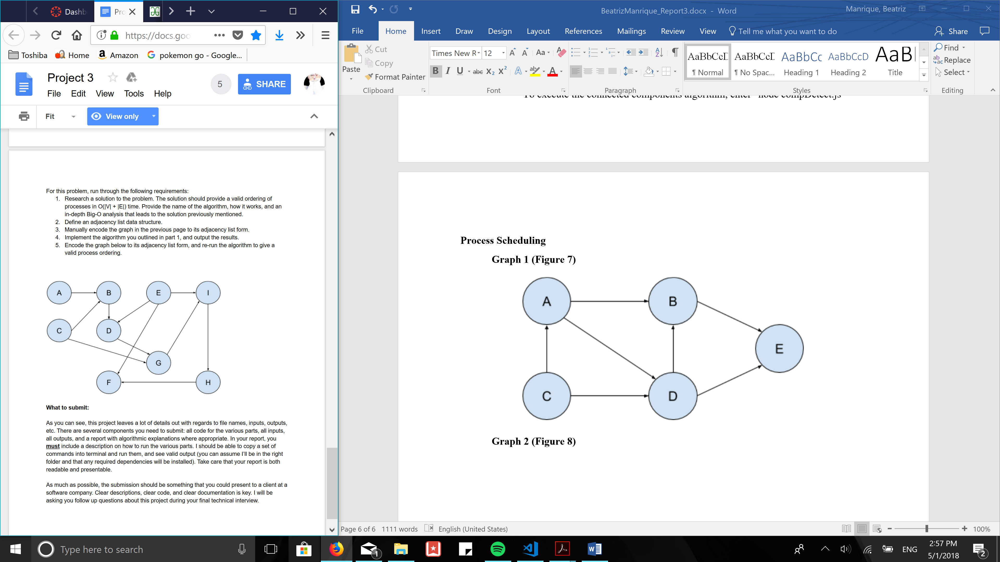 Dashb
Pro
https://docs.goo
Toshiba
Home
Amazon
pokemon go - Google...
Project 3
File Edit View Tools Help
5
SHARE
Fit
View only
For this problem, run through the following requirements:
1. Research a solution to the problem. The solution should provide a valid ordering of
processes in O(|V| + |E|) time. Provide the name of the algorithm, how it works, and an
in-depth Big-O analysis that leads to the solution previously mentioned.
2. Define an adjacency list data structure.
3. Manually encode the graph in the previous page to its adjacency list form.
4. Implement the algorithm you outlined in part 1, and output the results.
5. Encode the graph below to its adjacency list form, and re-run the algorithm to give a
valid process ordering.
A B E I
C D
G
F H
What to submit:
As you can see, this project leaves a lot of details out with regards to file names, inputs, outputs,
etc. There are several components you need to submit: all code for the various parts, all inputs,
all outputs, and a report with algorithmic explanations where appropriate. In your report, you
must include a description on how to run the various parts. I should be able to copy a set of
commands into terminal and run them, and see valid output (you can assume I'll be in the right
folder and that any required dependencies will be installed). Take care that your report is both
readable and presentable.
As much as possible, the submission should be something that you could present to a client at a
software company. Clear descriptions, clear code, and clear documentation is key. I will be
asking you follow up questions about this project during your final technical interview.
BeatrizManrique_Report3.docx - Word
Manrique, Beatriz
File Home Insert Draw Design Layout References Mailings Review View Tell me what you want to do
Share
Paste
Cut
Copy
Format Painter
Clipboard
Times New R 12
Aa
B I U abc X2 X2 A ab A
Font
Paragraph
AaBbCcI AaBbCcI AaBbCc AaBbCcD AaB
¶ Normal ¶ No Spac... Heading 1 Heading 2 Title
Styles
Find
Replace
Select
Editing
To execute the connected components algorithm, enter "node compDetect.js"
Process Scheduling
Graph 1 (Figure 7)
A B
E
C D
Graph 2 (Figure 8)
Page 6 of 6 1111 words English (United States)
100%
Type here to search
1
ENG
2:57 PM
5/1/2018
2